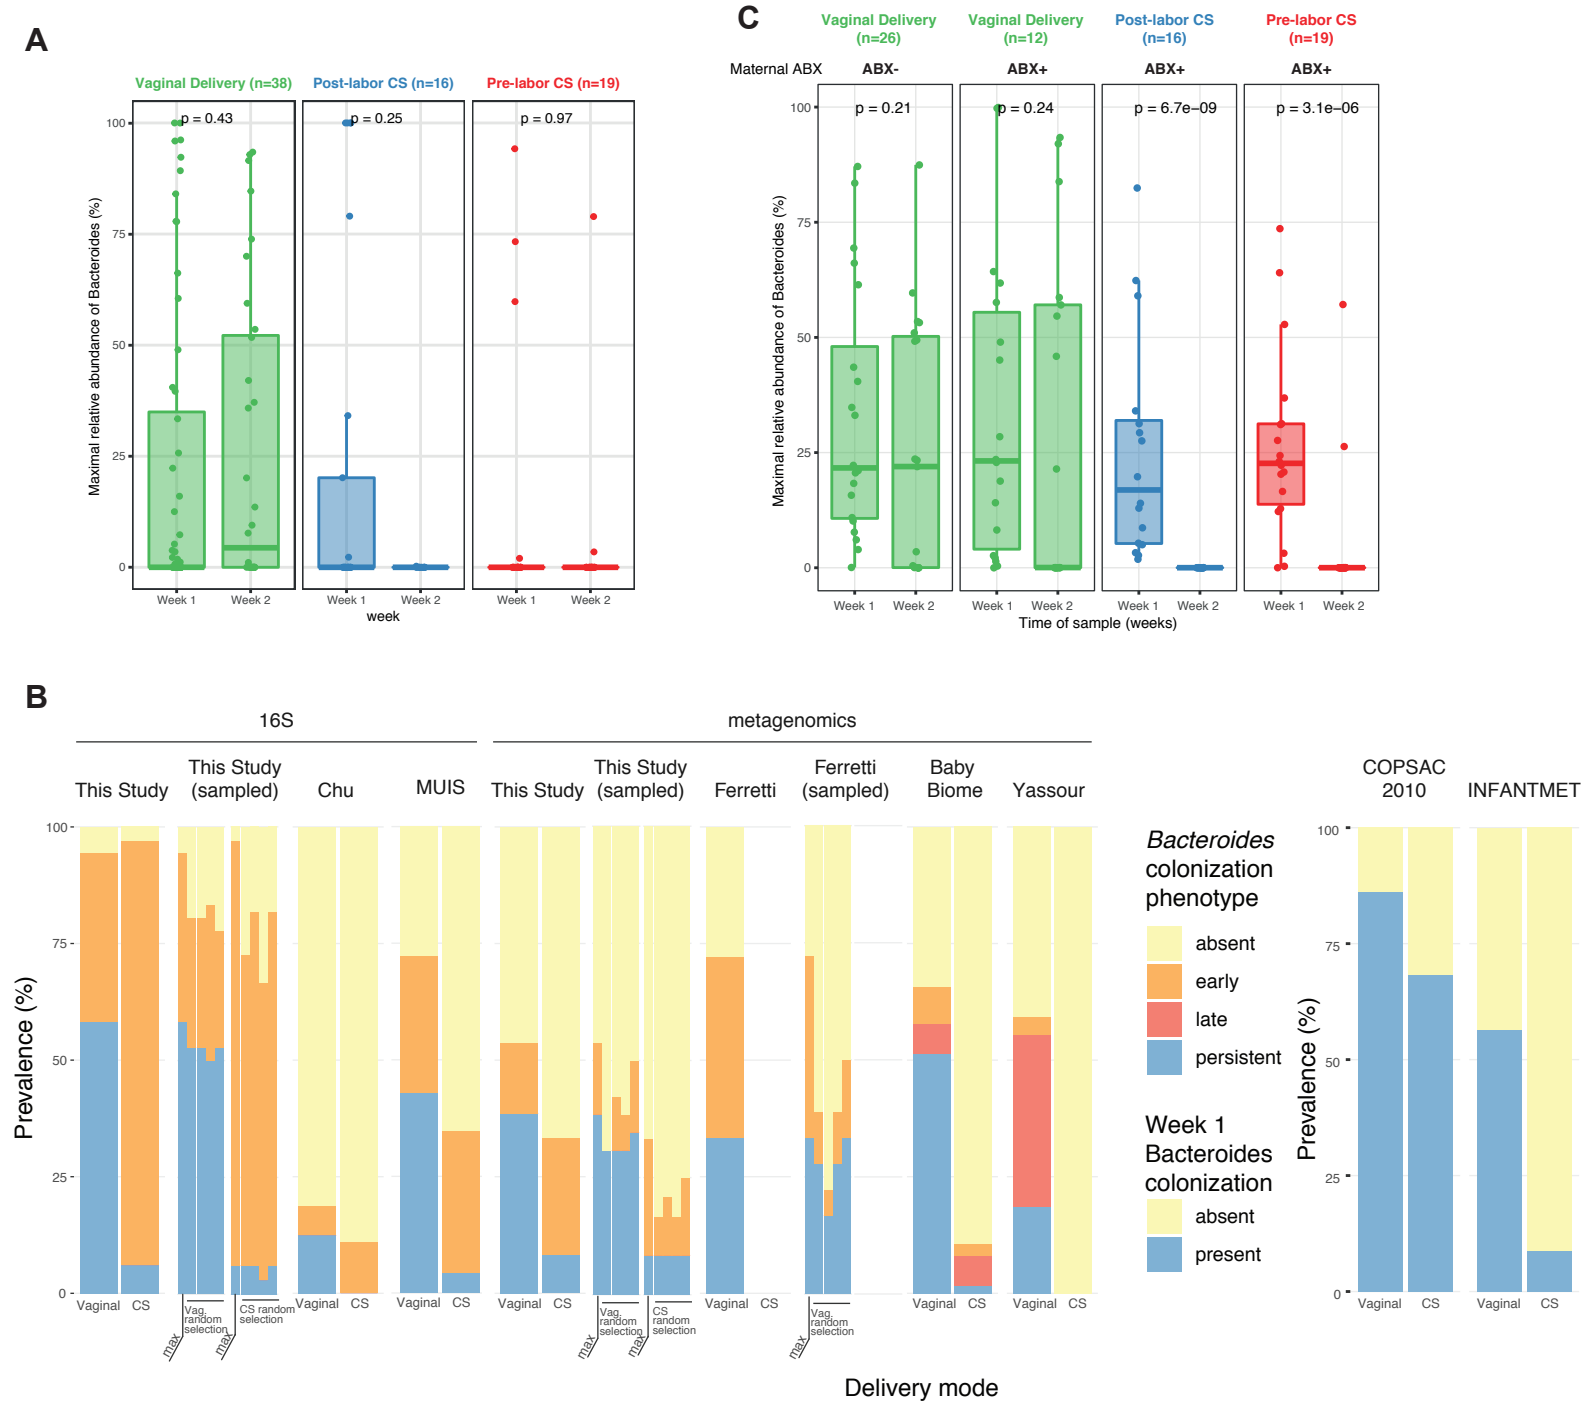 A
Vaginal Delivery (n=38)
Post-labor CS (n=16)
Pre-labor CS (n=19)
p = 0.43
p = 0.25
p = 0.97
Maximal relative abundance of Bacteroides (%)
100
75
50
25
0
Week 1
Week 2
Week 1
Week 2
Week 1
Week 2
week
C
Vaginal Delivery
(n=26)
Vaginal Delivery
(n=12)
Post-labor CS
(n=16)
Pre-labor CS
(n=19)
Maternal ABX
ABX-
ABX+
ABX+
ABX+
p = 0.21
p = 0.24
p = 6.7e−09
p = 3.1e−06
Maximal relative abundance of Bacteroides (%)
100
75
50
25
0
Week 1
Week 2
Week 1
Week 2
Week 1
Week 2
Week 1
Week 2
Time of sample (weeks)
B
16S
metagenomics
This Study
This Study
(sampled)
Chu
MUIS
This Study
This Study
(sampled)
Ferretti
Ferretti
(sampled)
Baby
Biome
Yassour
COPSAC
2010
INFANTMET
Prevalence (%)
100
75
50
25
0
Vaginal
CS
max
Vag.
random
selection
max
CS random
selection
Vaginal
CS
Vaginal
CS
Vaginal
CS
max
Vag.
random
selection
max
CS
random
selection
Vaginal
CS
max
Vag.
random
selection
Vaginal
CS
Vaginal
CS
Delivery mode
Bacteroides
colonization
phenotype
absent
early
late
persistent
Week 1
Bacteroides
colonization
absent
present
Prevalence (%)
100
75
50
25
0
Vaginal
CS
Vaginal
CS